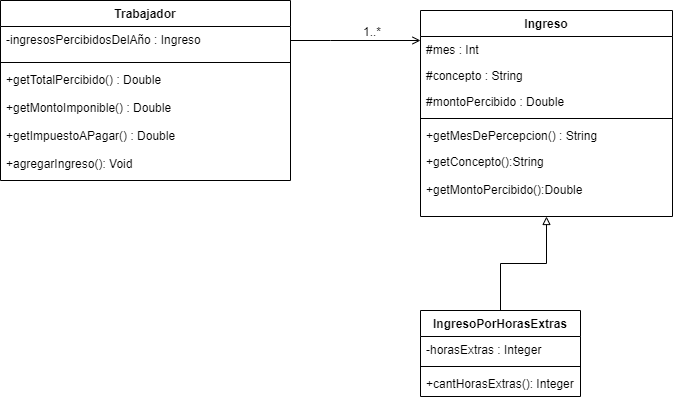 Trabajador
-ingresosPercibidosDelAño : Ingreso
+getTotalPercibido() : Double
+getMontoImponible() : Double
+getImpuestoAPagar() : Double
+agregarIngreso(): Void
1..*
Ingreso
#mes : Int
#concepto : String
#montoPercibido : Double
+getMesDePercepcion() : String
+getConcepto():String
+getMontoPercibido():Double
IngresoPorHorasExtras
-horasExtras : Integer
+cantHorasExtras(): Integer